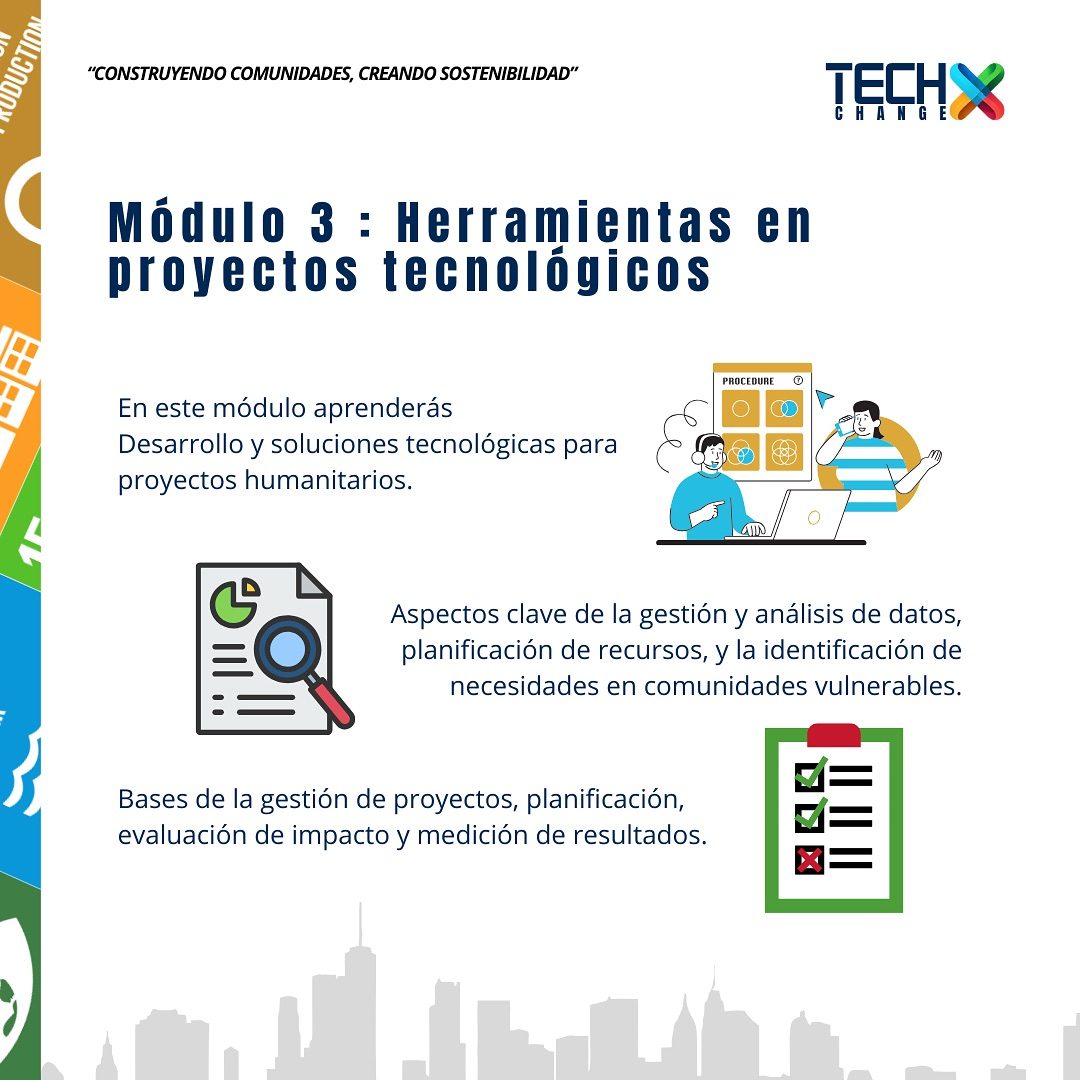 “CONSTRUYENDO COMUNIDADES, CREANDO SOSTENIBILIDAD”
TECH
CHANGE
Módulo 3 : Herramientas en
proyectos tecnológicos
En este módulo aprenderás
Desarrollo y soluciones tecnológicas para
proyectos humanitarios.
PROCEDURE ?
Aspectos clave de la gestión y análisis de datos,
planificación de recursos, y la identificación de
necesidades en comunidades vulnerables.
Bases de la gestión de proyectos, planificación,
evaluación de impacto y medición de resultados.
PRODUCTION
15